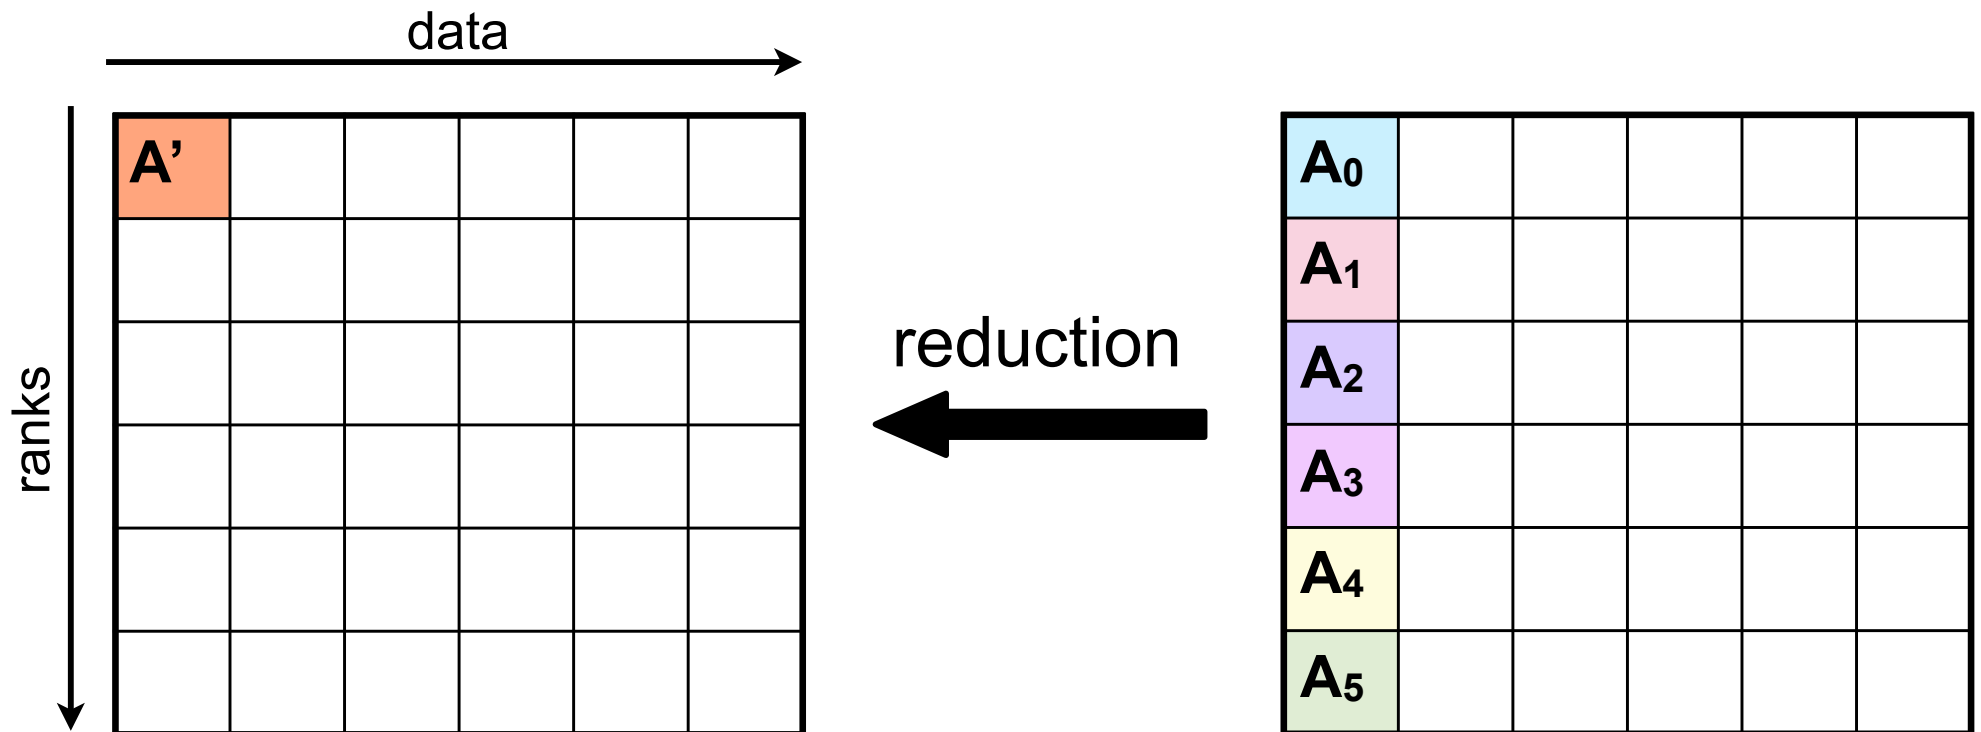 data
ranks
A’
reduction
A0
A1
A2
A3
A4
A5